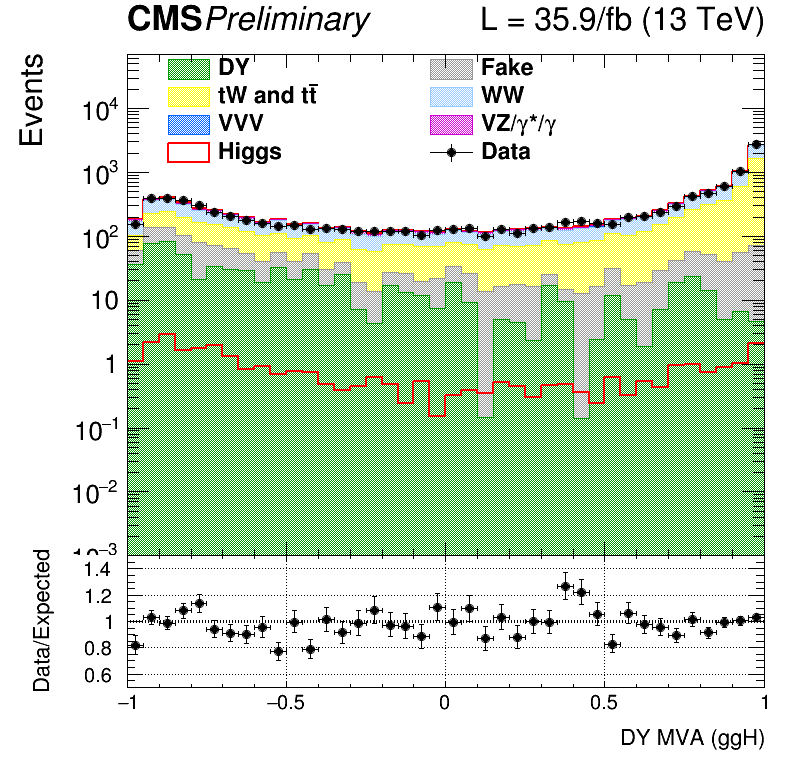 CMS Preliminary L = 35.9/fb (13 TeV)
Events
DY Fake
tW and tt̄ WW
VVV VZ/γ*/γ
Higgs Data
10⁴
10³
10²
10
1
10⁻¹
10⁻²
10⁻³
Data/Expected
1.4
1.2
1
0.8
0.6
−1 −0.5 0 0.5 1
DY MVA (ggH)